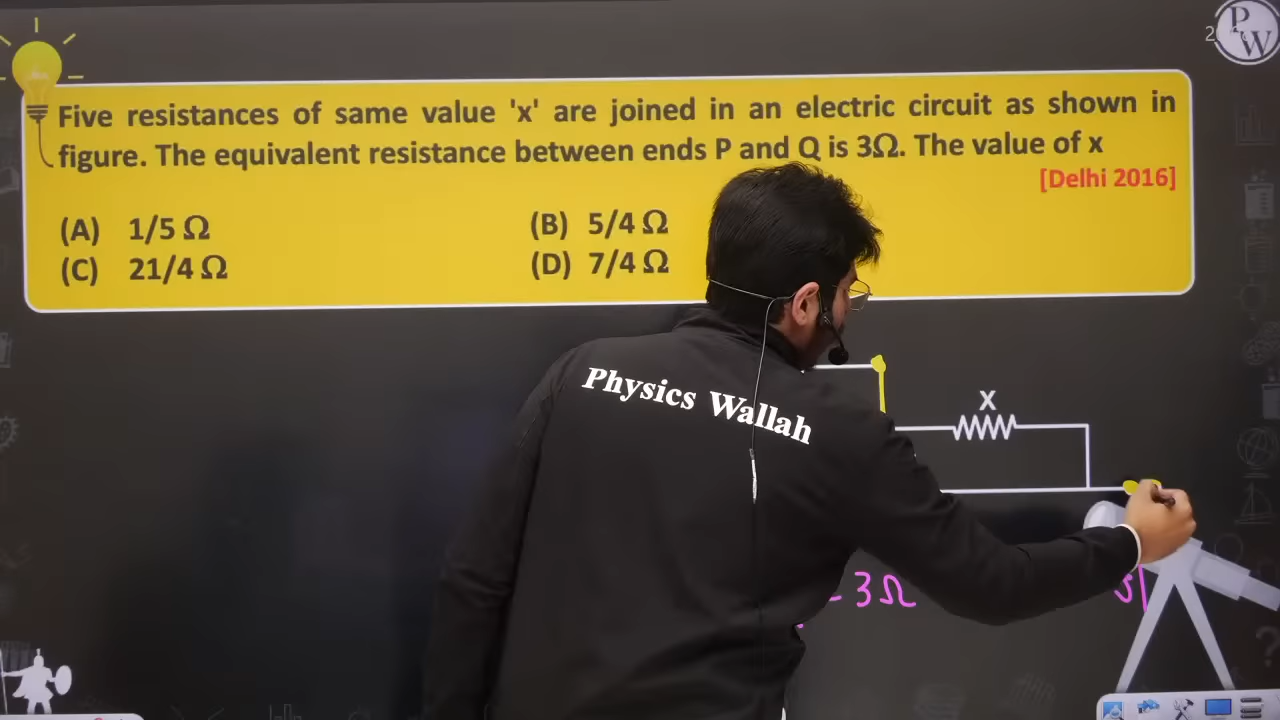 P
W
Five resistances of same value 'x' are joined in an electric circuit as shown in
figure. The equivalent resistance between ends P and Q is 3Ω. The value of x
[Delhi 2016]
(A) 1/5 Ω (B) 5/4 Ω
(C) 21/4 Ω (D) 7/4 Ω
Physics Wallah
X
3Ω